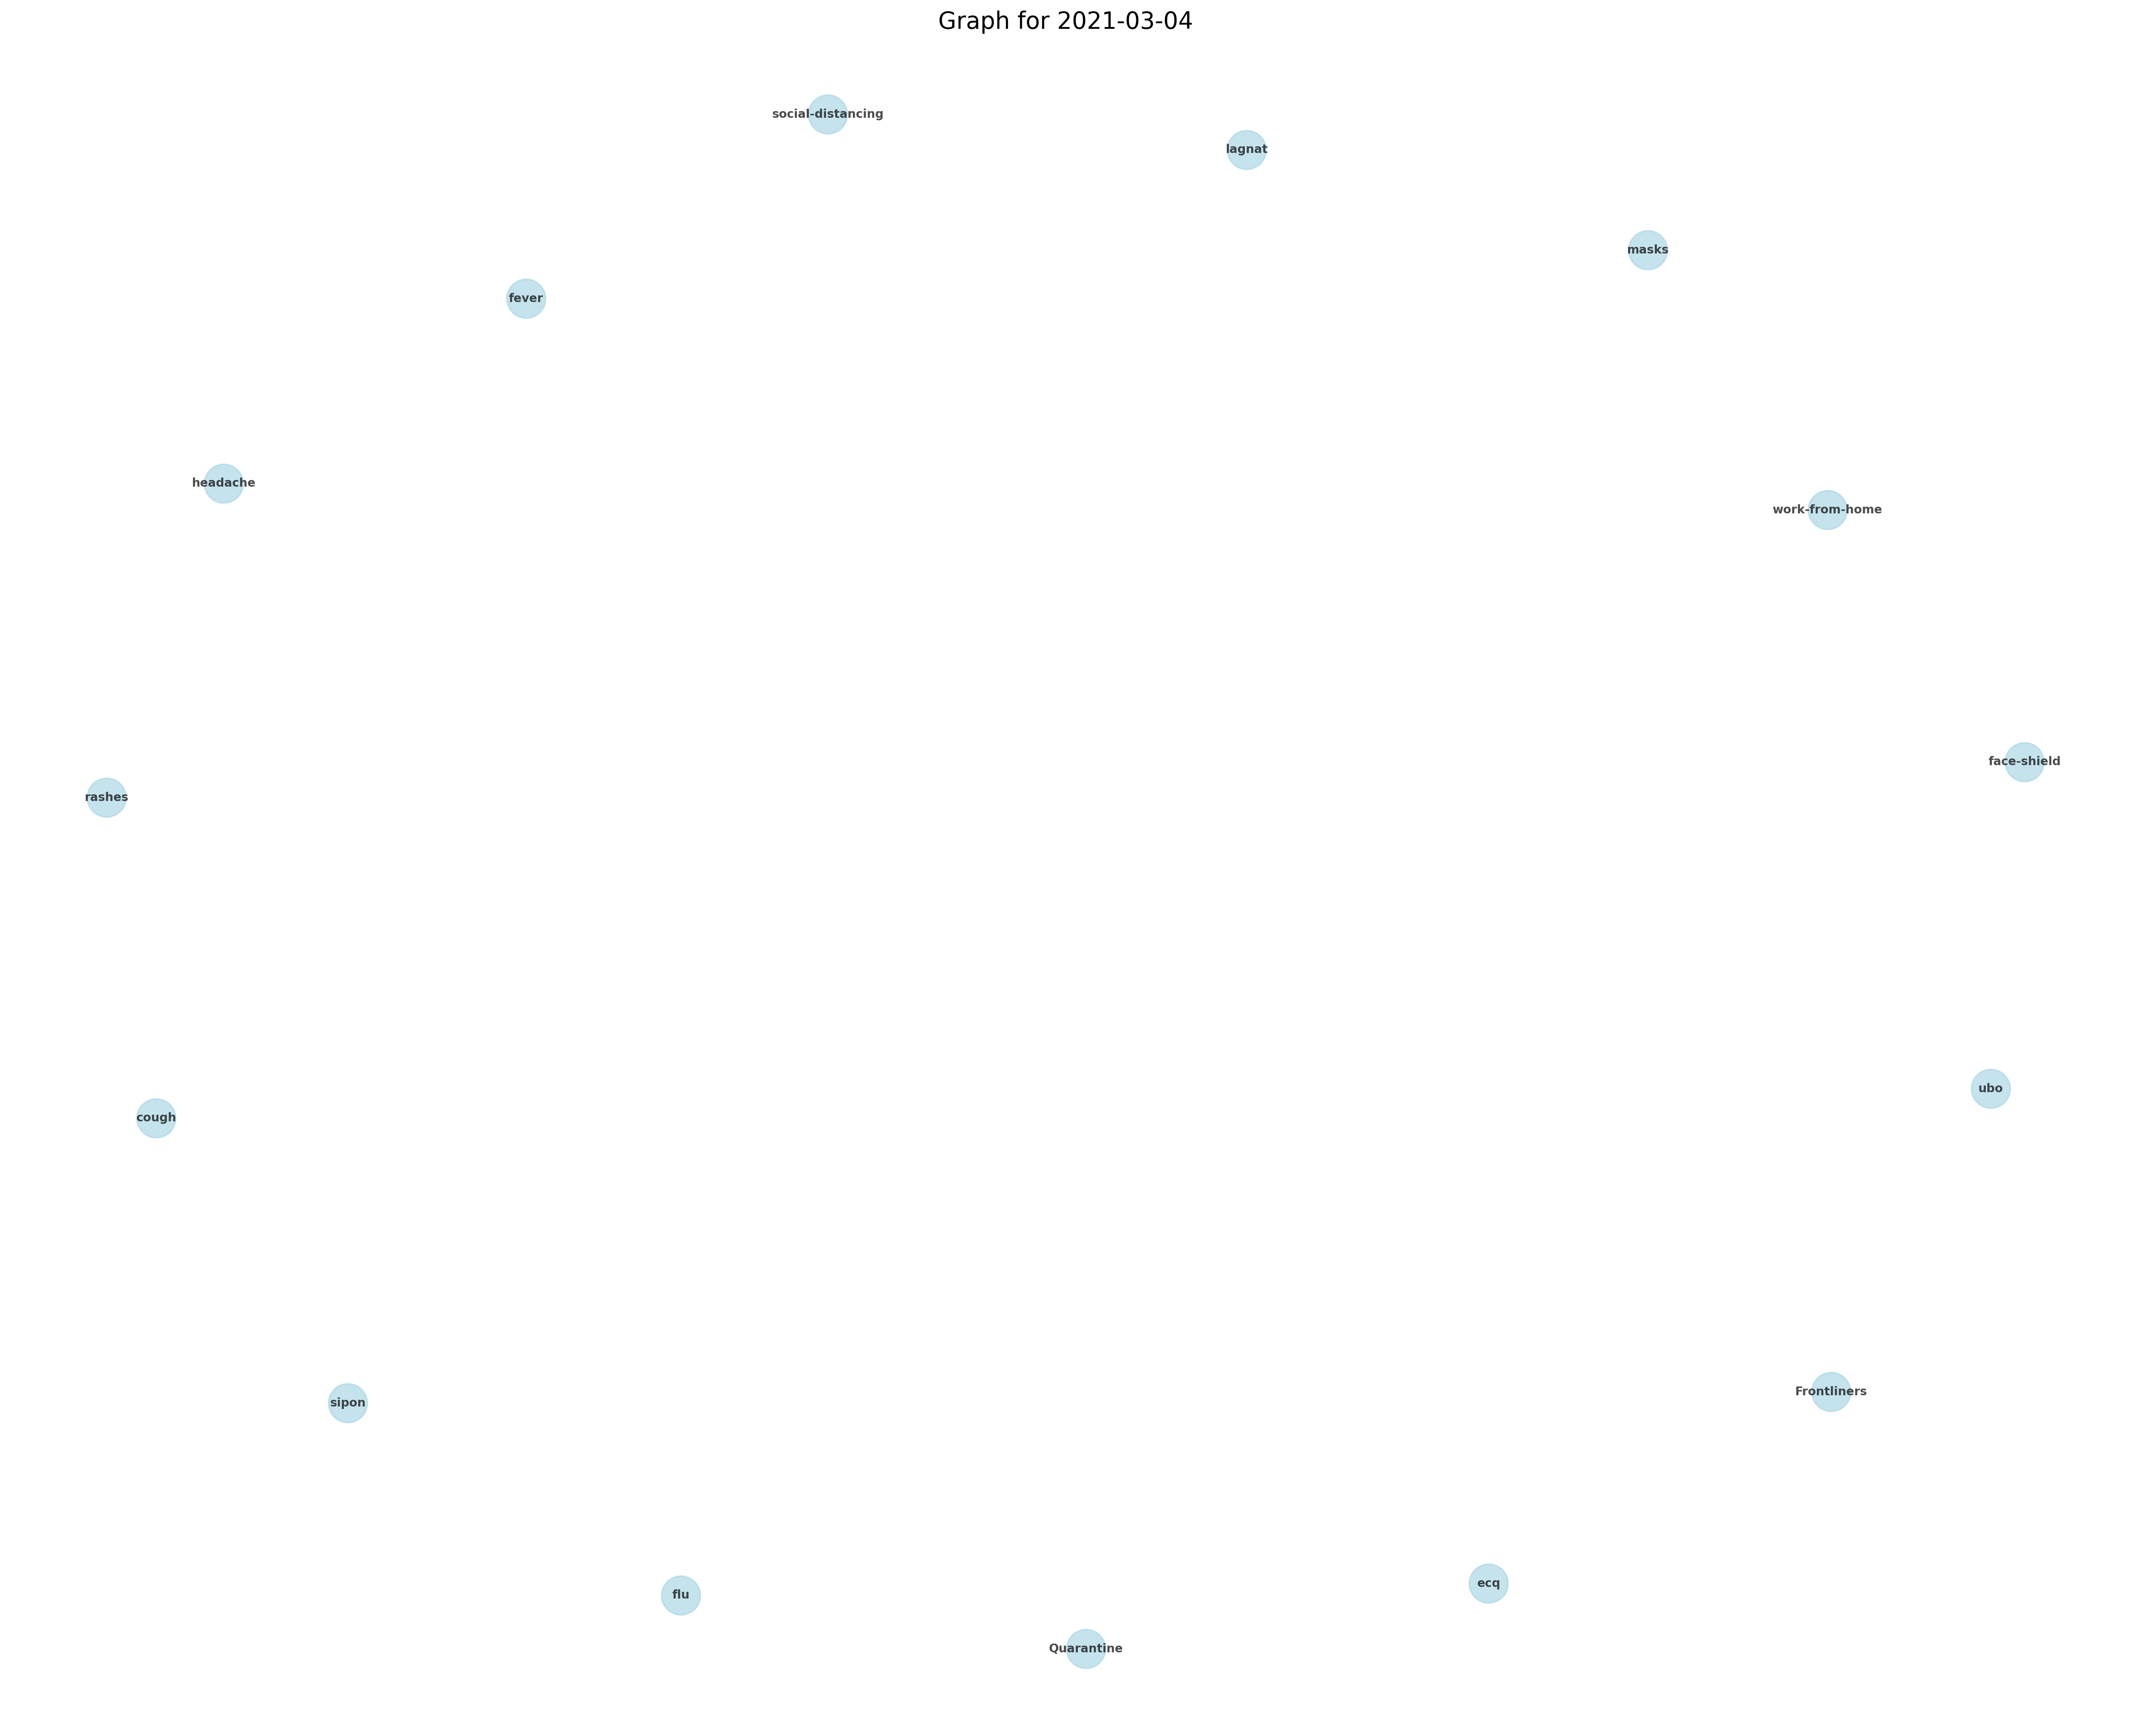 Graph for 2021-03-04
social-distancing
lagnat
masks
fever
headache
work-from-home
face-shield
rashes
ubo
cough
Frontliners
sipon
ecq
flu
Quarantine